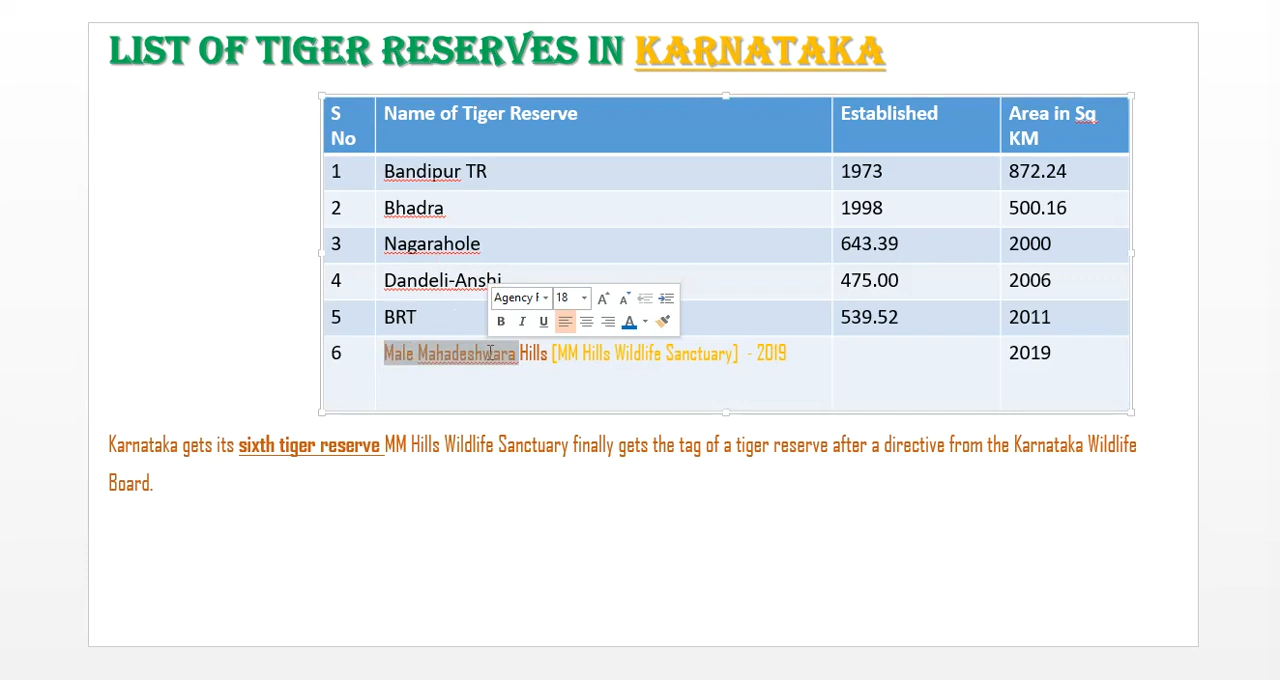 LIST OF TIGER RESERVES IN KARNATAKA
S No Name of Tiger Reserve Established Area in Sq KM
1 Bandipur TR 1973 872.24
2 Bhadra 1998 500.16
3 Nagarahole 643.39 2000
4 Dandeli-Anshi 475.00 2006
Agency F 18
B I U A
5 BRT 539.52 2011
6 Male Mahadeshwara Hills [MM Hills Wildlife Sanctuary] - 2019 2019
Karnataka gets its sixth tiger reserve MM Hills Wildlife Sanctuary finally gets the tag of a tiger reserve after a directive from the Karnataka Wildlife
Board.